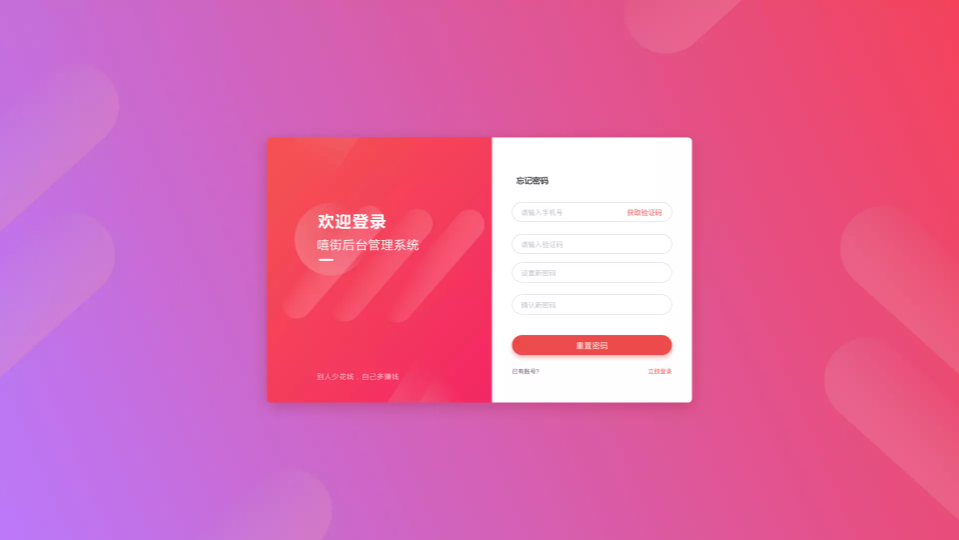 欢迎登录
嘻街后台管理系统
别人少花钱，自己多赚钱
忘记密码
请输入手机号 获取验证码
请输入验证码
设置新密码
确认新密码
重置密码
已有账号? 立即登录